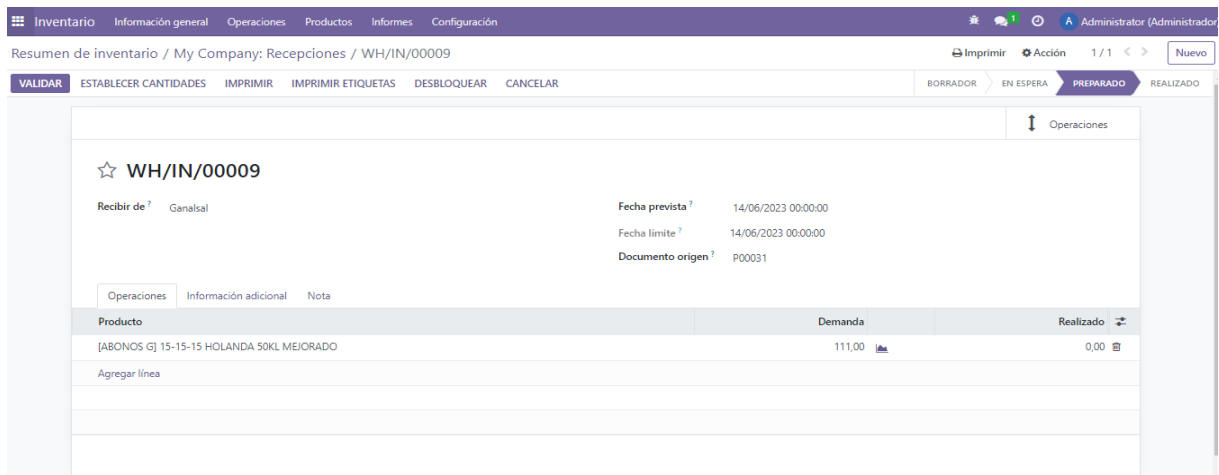 Inventario Información general Operaciones Productos Informes Configuración 1 A Administrator (Administrador
Resumen de inventario / My Company: Recepciones / WH/IN/00009 Imprimir Acción 1 / 1 < > Nuevo
VALIDAR ESTABLECER CANTIDADES IMPRIMIR IMPRIMIR ETIQUETAS DESBLOQUEAR CANCELAR BORRADOR EN ESPERA PREPARADO REALIZADO
Operaciones
WH/IN/00009
Recibir de ? Ganalsal Fecha prevista ? 14/06/2023 00:00:00
Fecha límite ? 14/06/2023 00:00:00
Documento origen ? P00031
Operaciones Información adicional Nota
Producto Demanda Realizado
[ABONOS G] 15-15-15 HOLANDA 50KL MEJORADO 111,00 0,00
Agregar línea